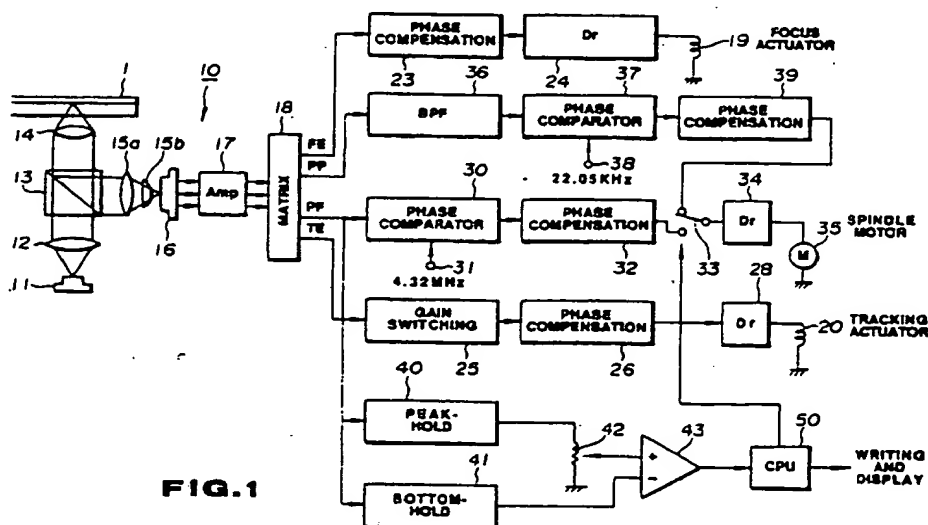 PHASE COMPENSATION
23
Dr
24
19
FOCUS ACTUATOR
1
10
36
BPF
37
PHASE COMPARATOR
39
PHASE COMPENSATION
38
22.05KHz
14
15a
15b
13
12
11
16
17
Amp
18
MATRIX
FE
PP
PF
TE
30
PHASE COMPARATOR
31
4.32MHz
PHASE COMPENSATION
32
33
34
Dr
35
M
SPINDLE MOTOR
GAIN SWITCHING
25
PHASE COMPENSATION
26
28
Dr
20
TRACKING ACTUATOR
40
PEAK-HOLD
42
43
+
−
41
BOTTOM-HOLD
50
CPU
WRITING AND DISPLAY
FIG.1